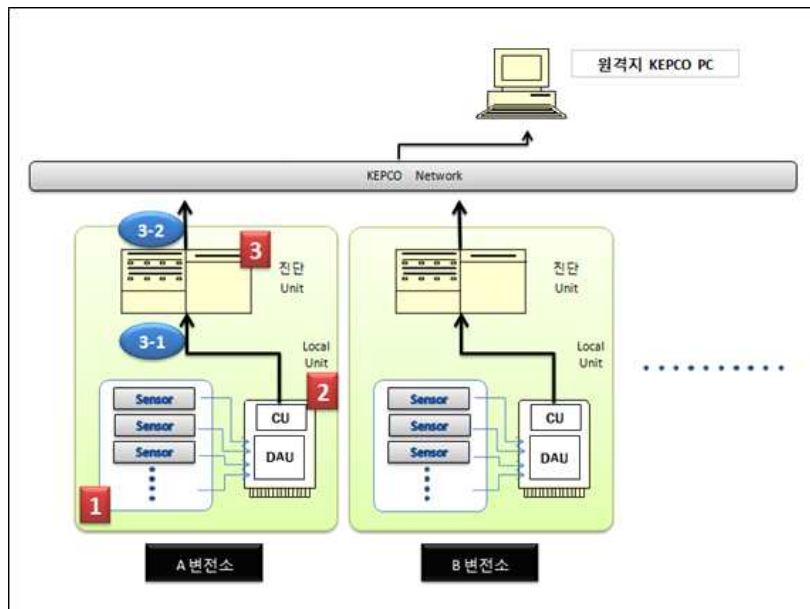 원격지 KEPCO PC
KEPCO Network
3-2
3
진단
Unit
3-1
Local
Unit
2
Sensor
Sensor
Sensor
CU
DAU
1
A 변전소
진단
Unit
Local
Unit
Sensor
Sensor
Sensor
CU
DAU
B 변전소